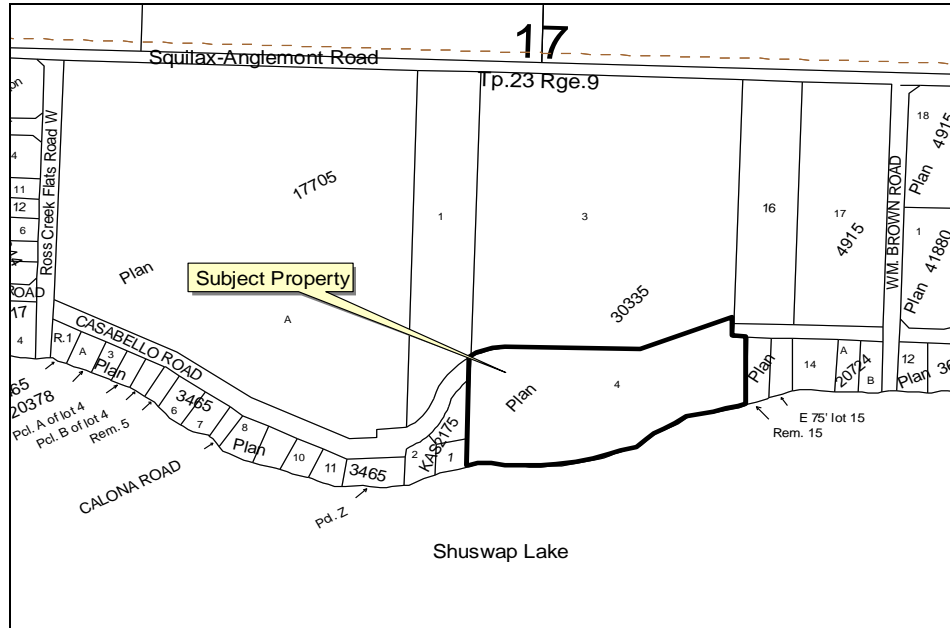 17
Squilax-Anglemont Road
Tp.23 Rge.9
18
4915
Plan
4
11
12
6
Ross Creek Flats Road W
17705
1
3
16
17
4915
WM. BROWN ROAD
1
41880
Plan
Plan
Subject Property
A
30335
ROAD
17
4
R.1
A
3
Plan
CASABELLO ROAD
3465
6
7
8
Plan
10
11
3465
2
KAS2175
1
Plan
4
Plan
14
A
20724
B
12
Plan
20378
Pcl. A of lot 4
Pcl. B of lot 4
Rem. 5
E 75' lot 15
Rem. 15
CALONA ROAD
Pcl. Z
Shuswap Lake